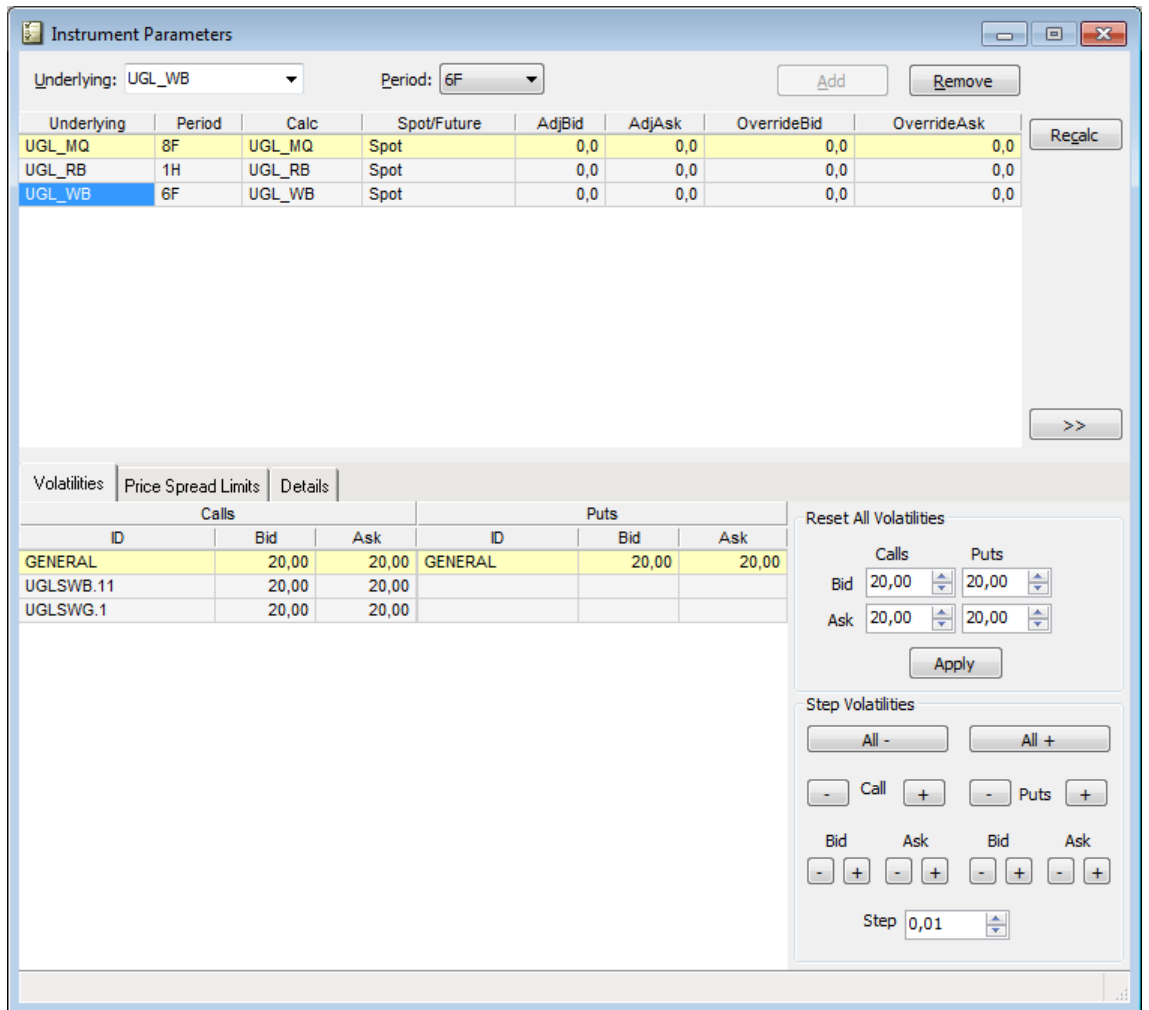 Instrument Parameters
Underlying: UGL_WB Period: 6F Add Remove
Underlying Period Calc Spot/Future AdjBid AdjAsk OverrideBid OverrideAsk
Recalc
UGL_MQ 8F UGL_MQ Spot 0,0 0,0 0,0 0,0
UGL_RB 1H UGL_RB Spot 0,0 0,0 0,0 0,0
UGL_WB 6F UGL_WB Spot 0,0 0,0 0,0 0,0
>>
Volatilities Price Spread Limits Details
Calls Puts
ID Bid Ask ID Bid Ask
GENERAL 20,00 20,00 GENERAL 20,00 20,00
UGLSWB.11 20,00 20,00
UGLSWG.1 20,00 20,00
Reset All Volatilities
Calls Puts
Bid 20,00 20,00
Ask 20,00 20,00
Apply
Step Volatilities
All - All +
- Call + - Puts +
Bid Ask Bid Ask
- + - + - + - +
Step 0,01